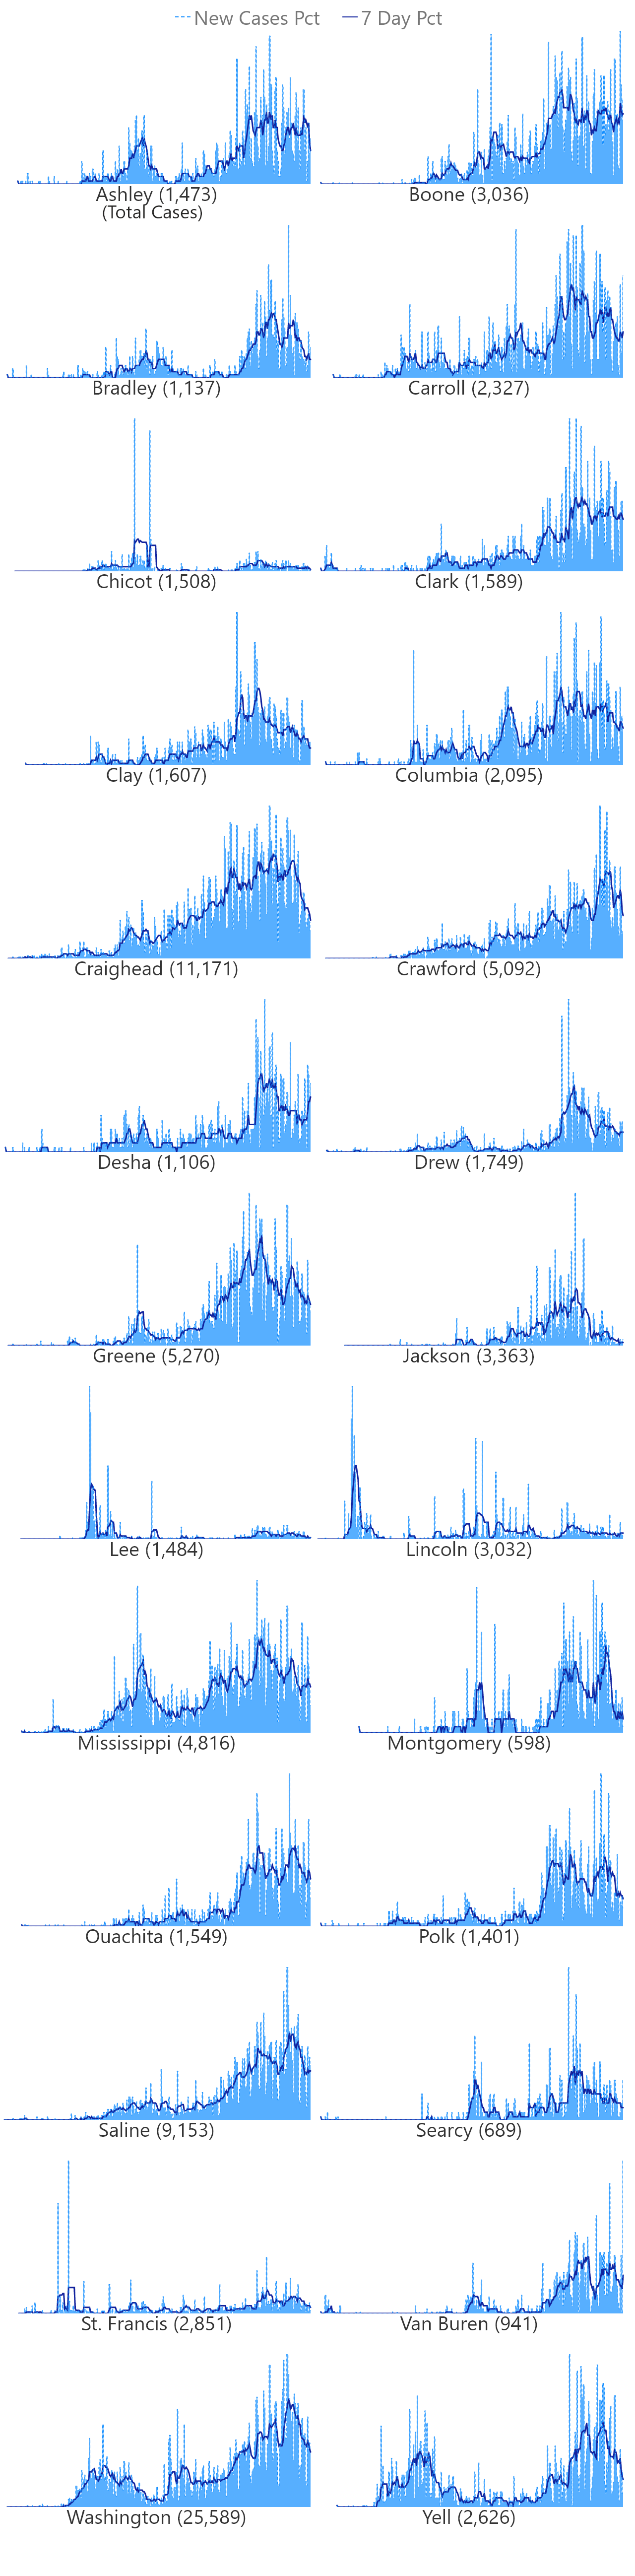 New Cases Pct 7 Day Pct
Ashley (1,473) Boone (3,036)
(Total Cases)
Bradley (1,137) Carroll (2,327)
Chicot (1,508) Clark (1,589)
Clay (1,607) Columbia (2,095)
Craighead (11,171) Crawford (5,092)
Desha (1,106) Drew (1,749)
Greene (5,270) Jackson (3,363)
Lee (1,484) Lincoln (3,032)
Mississippi (4,816) Montgomery (598)
Ouachita (1,549) Polk (1,401)
Saline (9,153) Searcy (689)
St. Francis (2,851) Van Buren (941)
Washington (25,589) Yell (2,626)